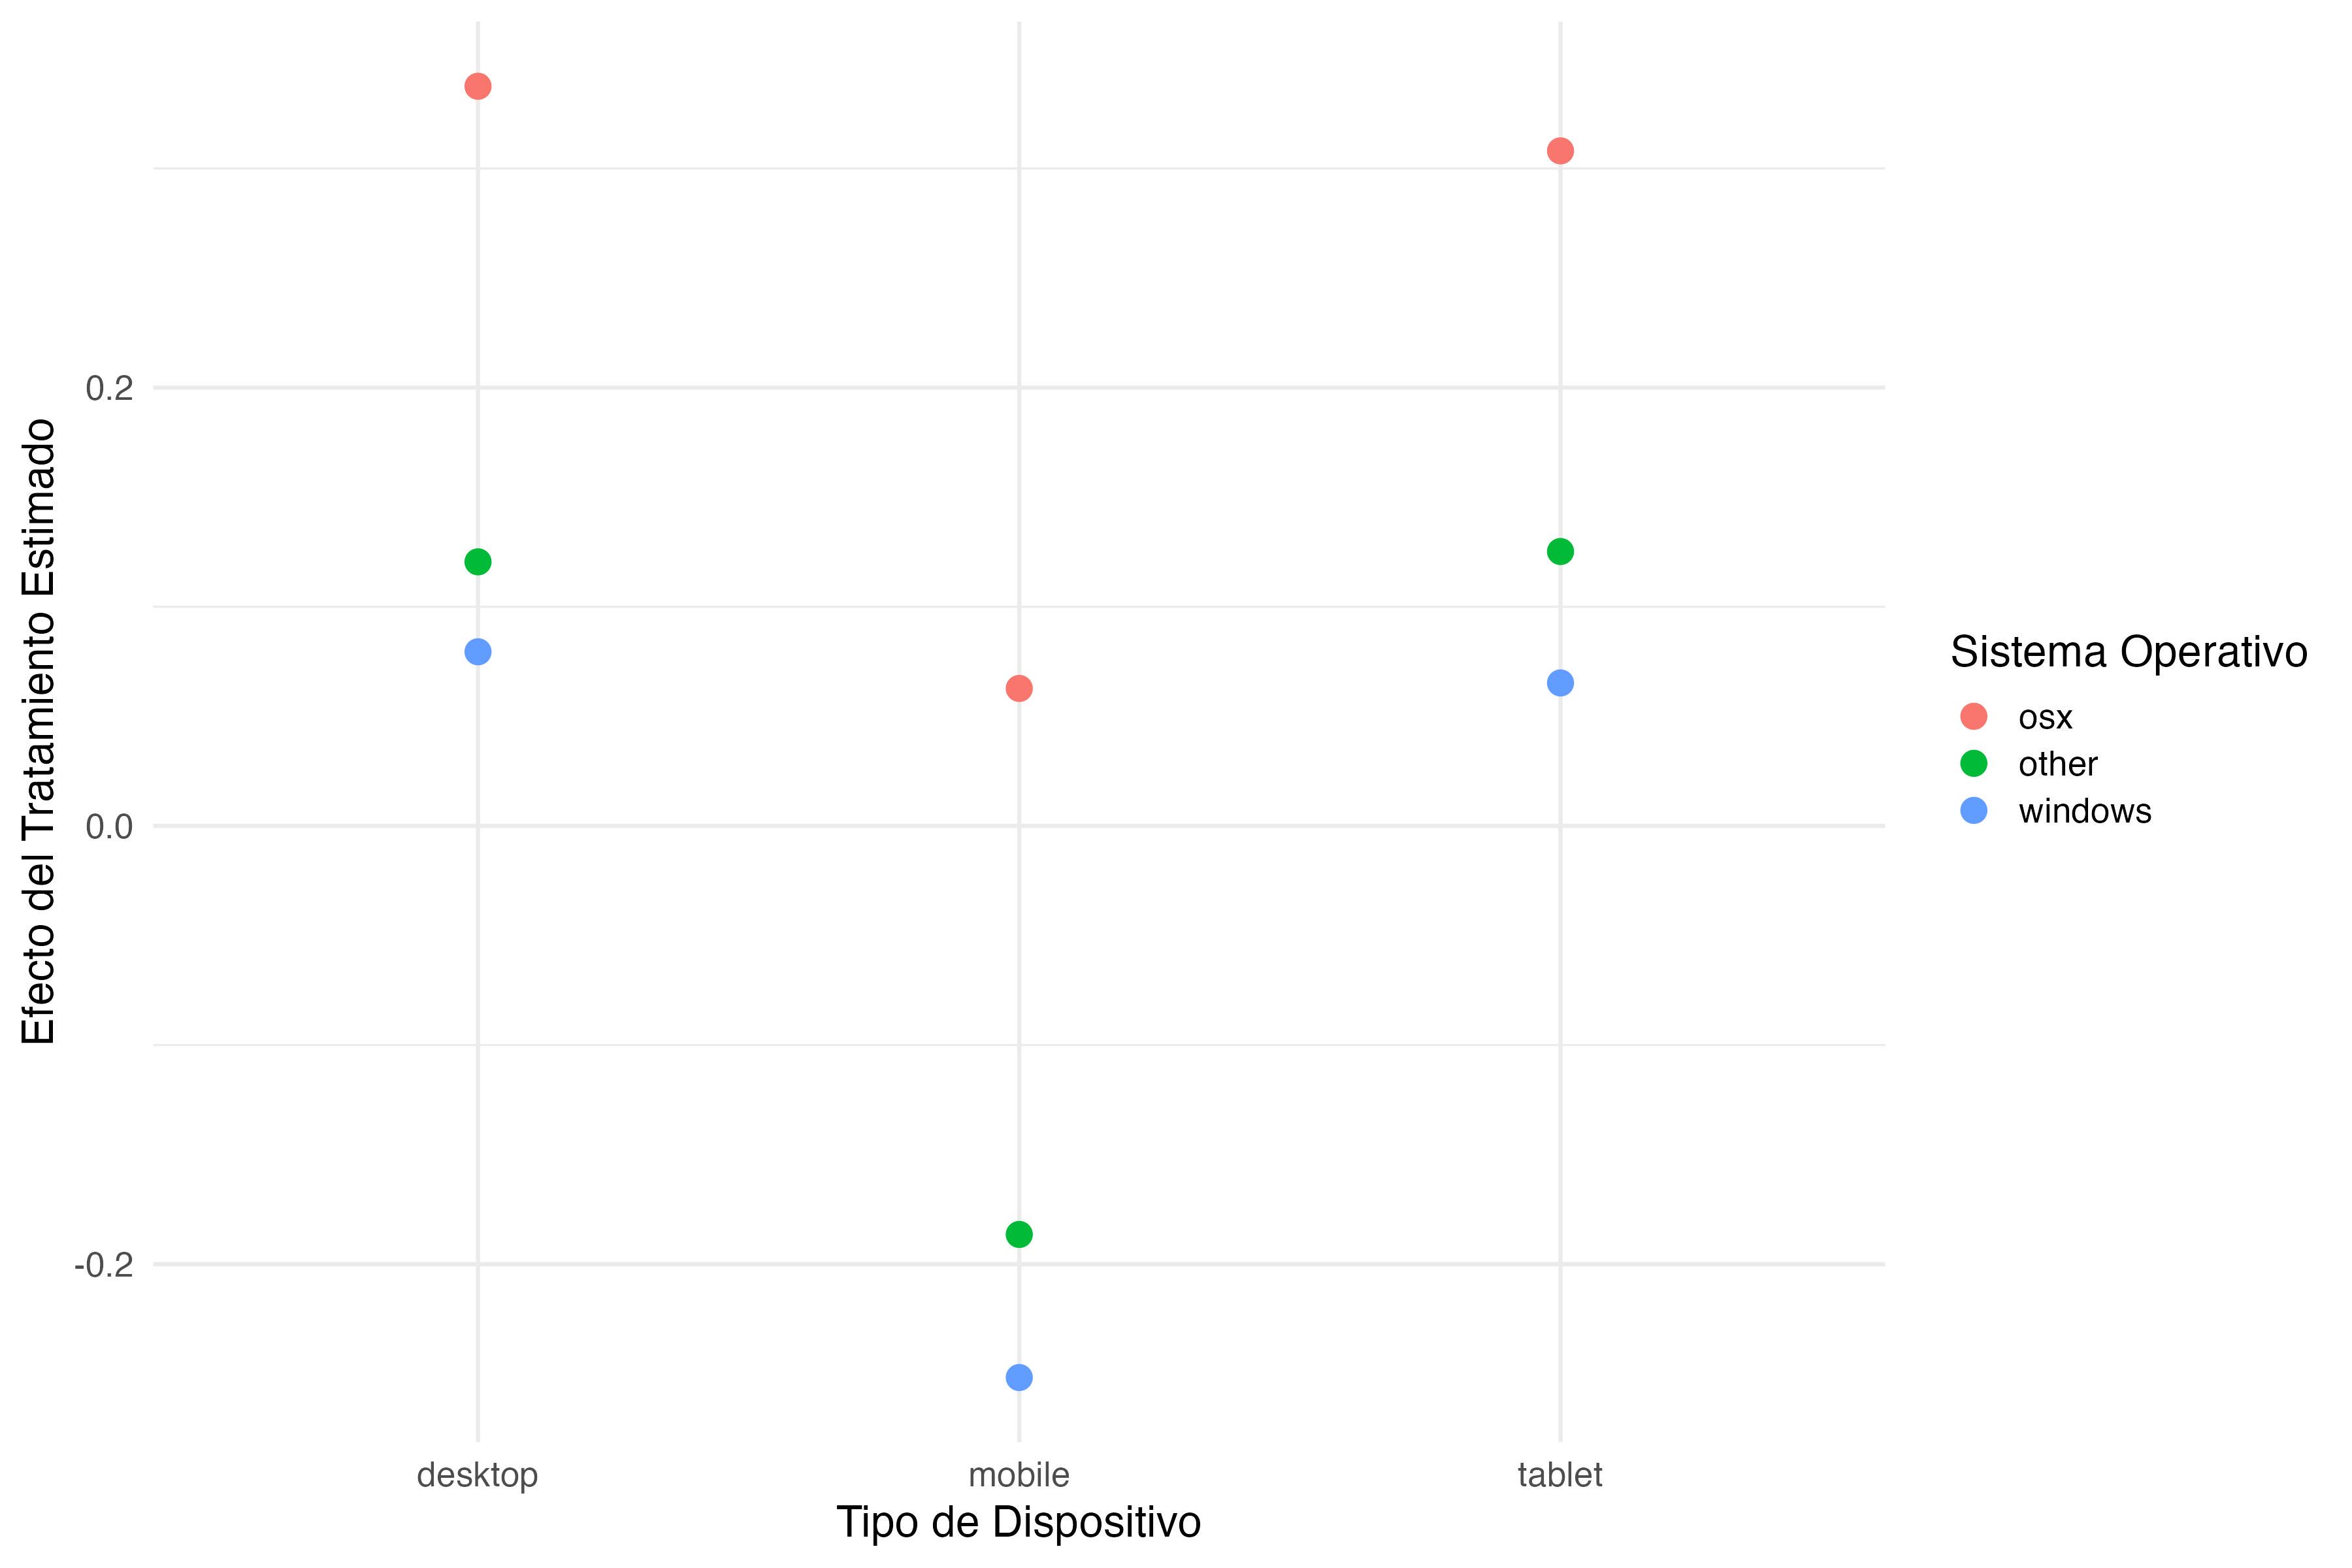 Efecto del Tratamiento Estimado
0.2
0.0
-0.2
desktop
mobile
tablet
Tipo de Dispositivo
Sistema Operativo
osx
other
windows